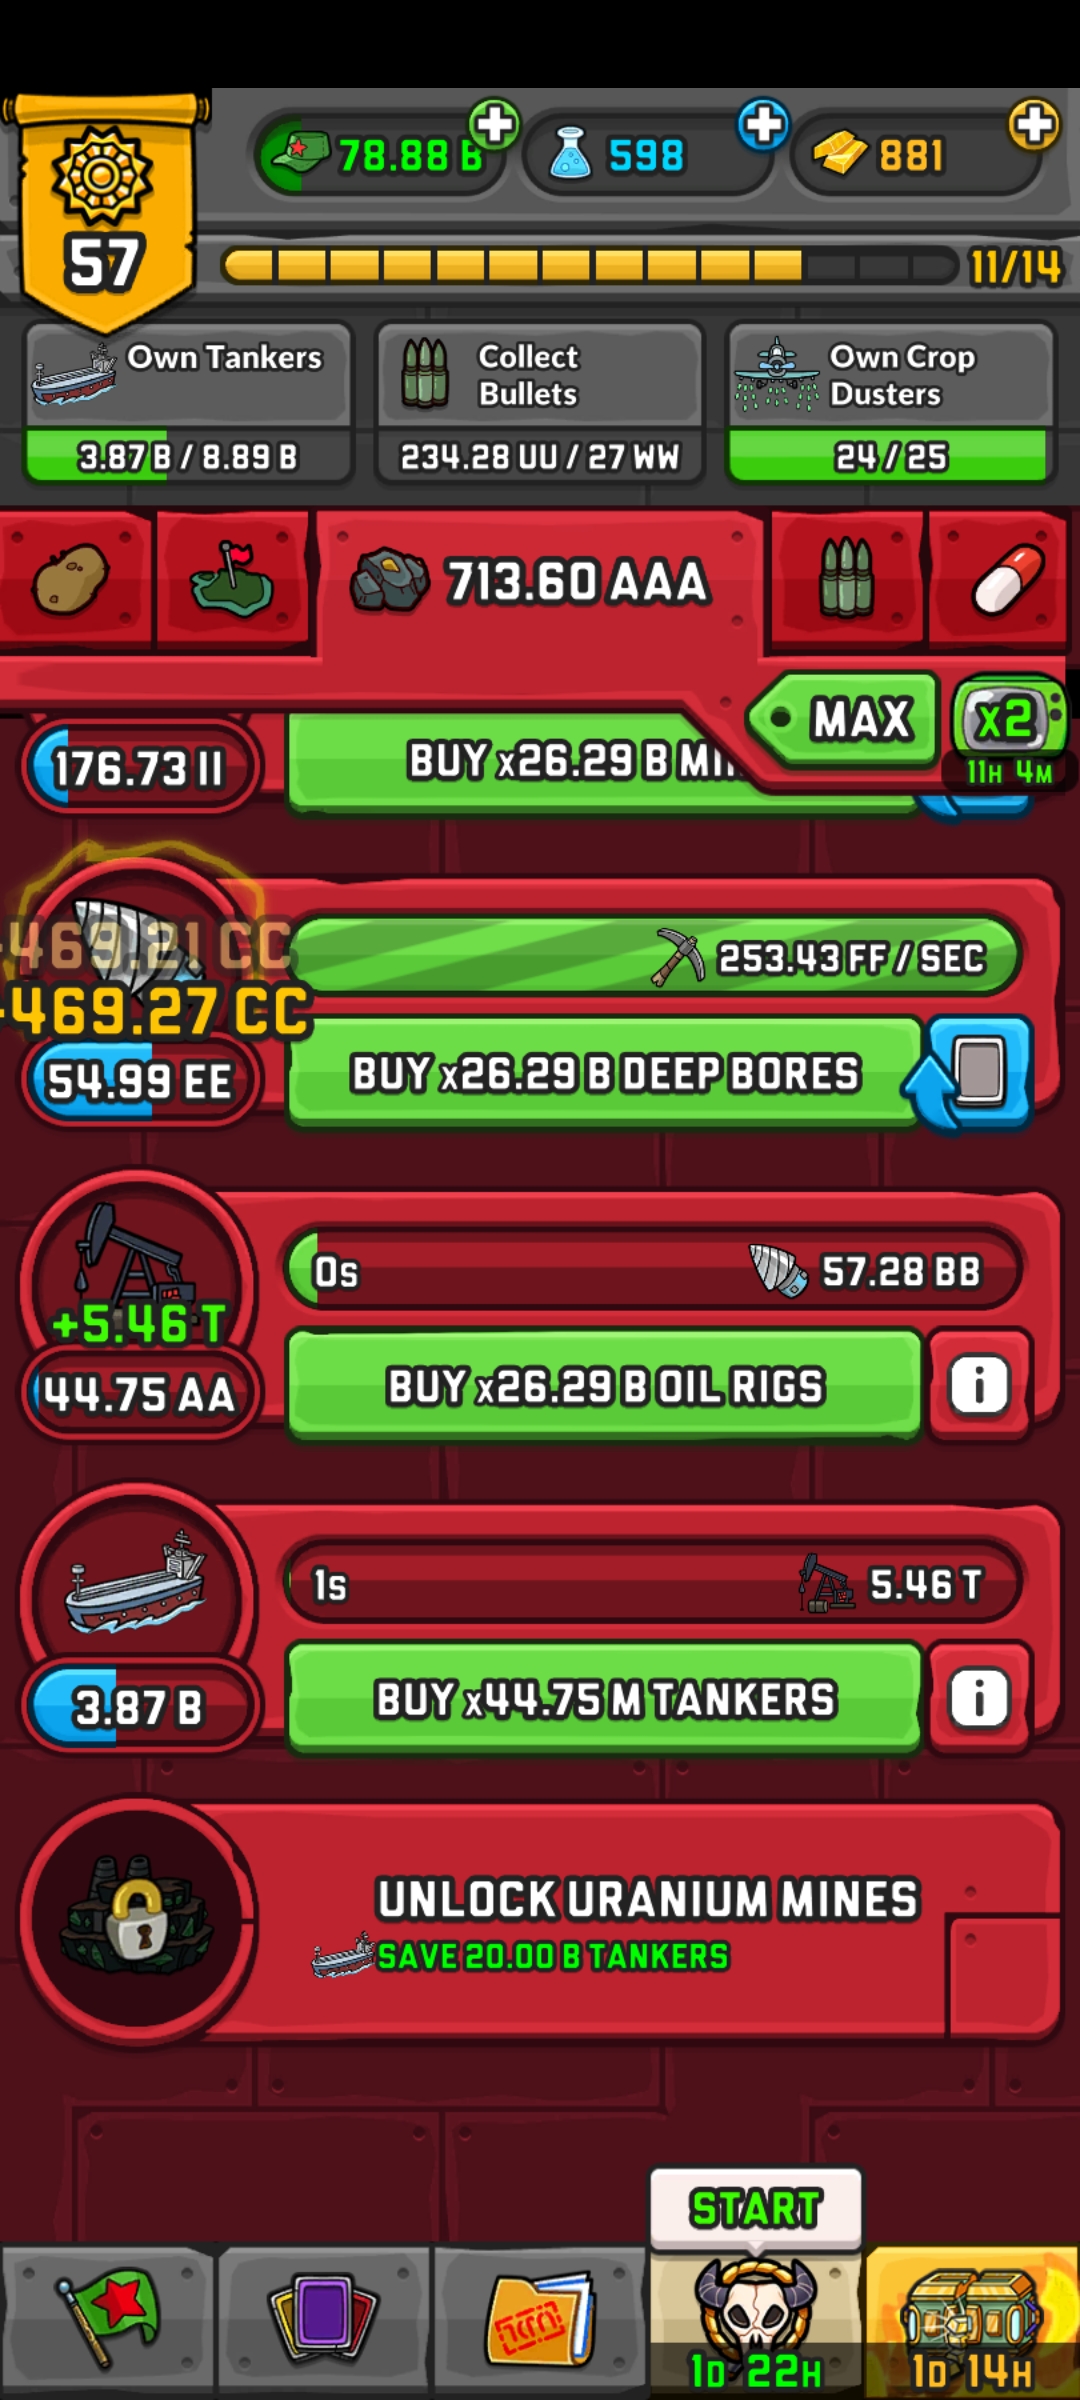 78.88 B
598
881
57
11/14
Own Tankers
3.87 B / 8.89 B
Collect
Bullets
234.28 UU / 27 WW
Own Crop
Dusters
24 / 25
713.60 AAA
MAX
x2
11H 4M
176.73 II
BUY x26.29 B
469.21 CC
-469.27 CC
253.43 FF / SEC
54.99 EE
BUY x26.29 B DEEP BORES
0s
57.28 BB
+5.46 T
44.75 AA
BUY x26.29 B OIL RIGS
i
1s
5.46 T
3.87 B
BUY x44.75 M TANKERS
i
UNLOCK URANIUM MINES
SAVE 20.00 B TANKERS
START
1D 22H
1D 14H